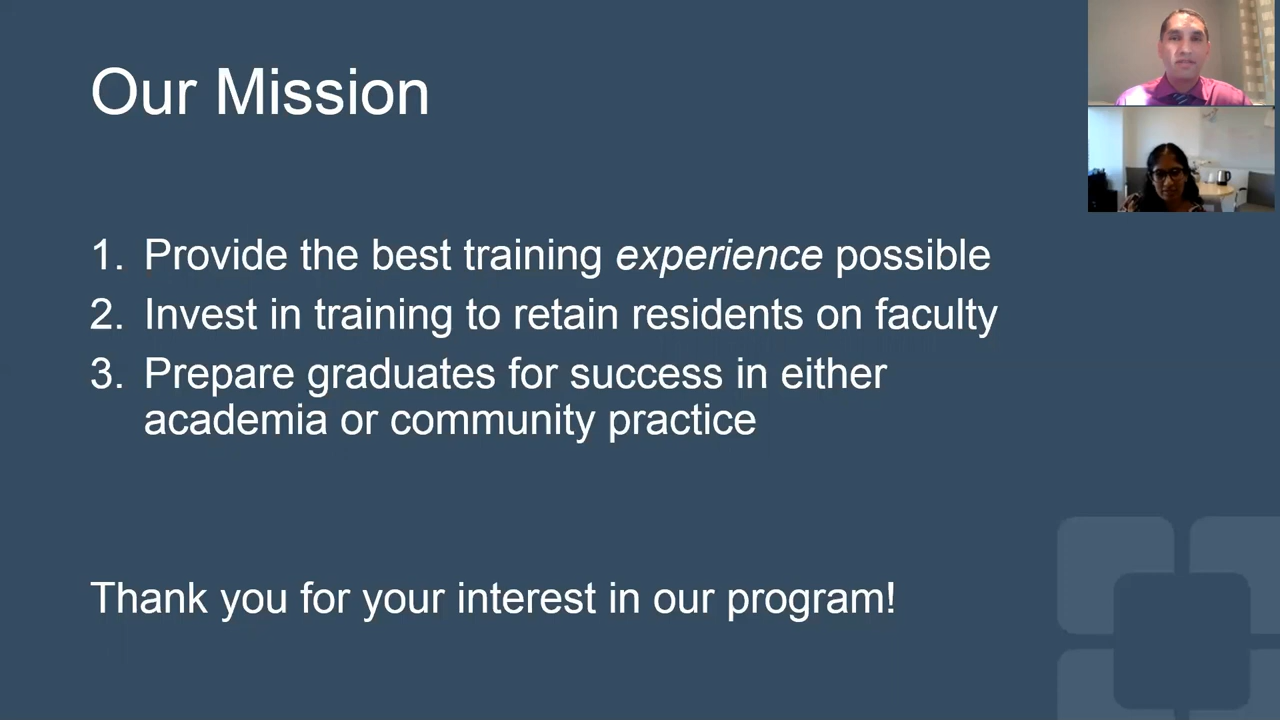 Our Mission
1. Provide the best training experience possible
2. Invest in training to retain residents on faculty
3. Prepare graduates for success in either
academia or community practice
Thank you for your interest in our program!